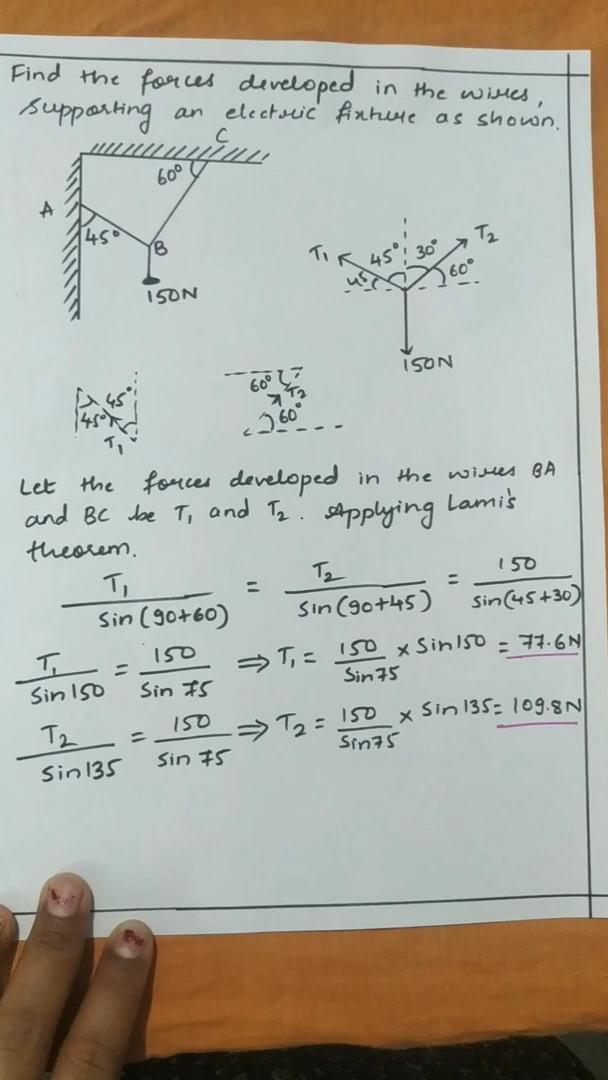 Find the forces developed in the wires,
supporting an electric fixture as shown.
C
60°
A
45°
B
150N
T₁ 45° 30° T₂
45 60°
150N
45°
45°
T₁
60°
T₂
60°
Let the forces developed in the wires BA
and BC be T₁ and T₂. Applying Lami's
theorem.
T₁/sin(90+60) = T₂/sin(90+45) = 150/sin(45+30)
T₁/sin150 = 150/sin 75 ⇒ T₁ = 150/sin75 × sin150 = 77.6N
T₂/sin135 = 150/sin 75 ⇒ T₂ = 150/sin75 × sin135 = 109.8N